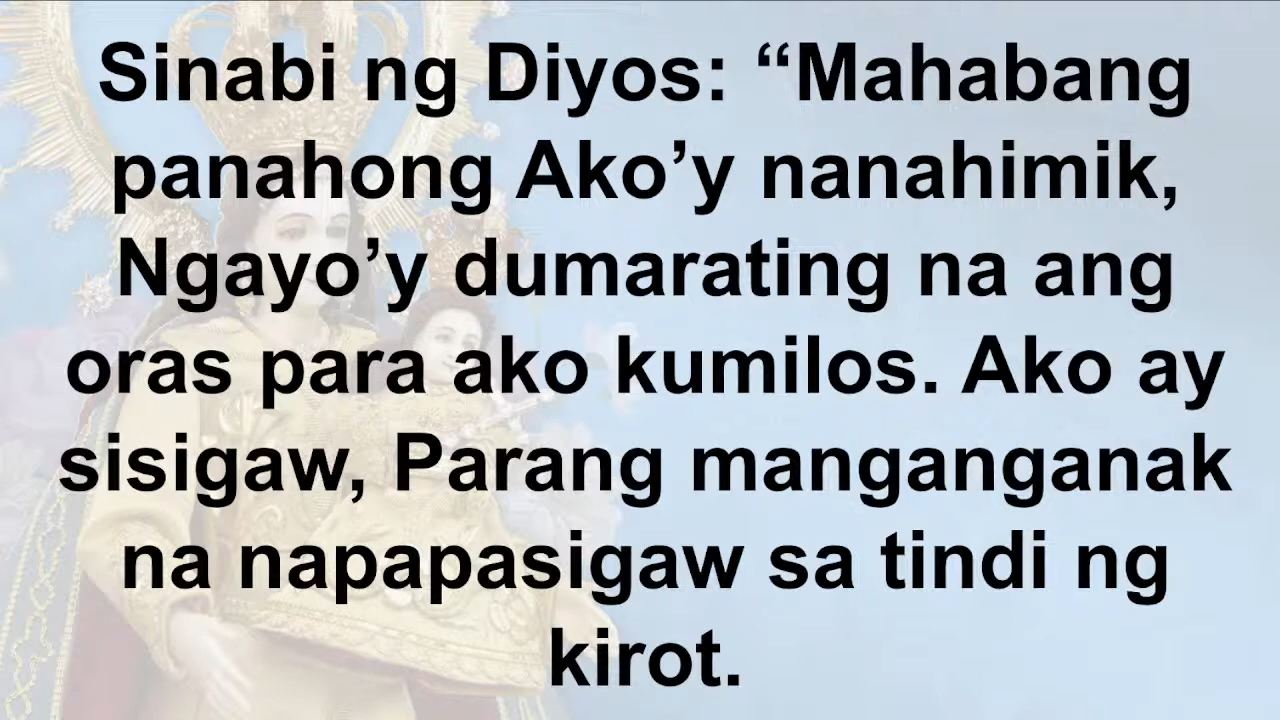 Sinabi ng Diyos: “Mahabang
panahong Ako’y nanahimik,
Ngayo’y dumarating na ang
oras para ako kumilos. Ako ay
sisigaw, Parang manganganak
na napapasigaw sa tindi ng
kirot.